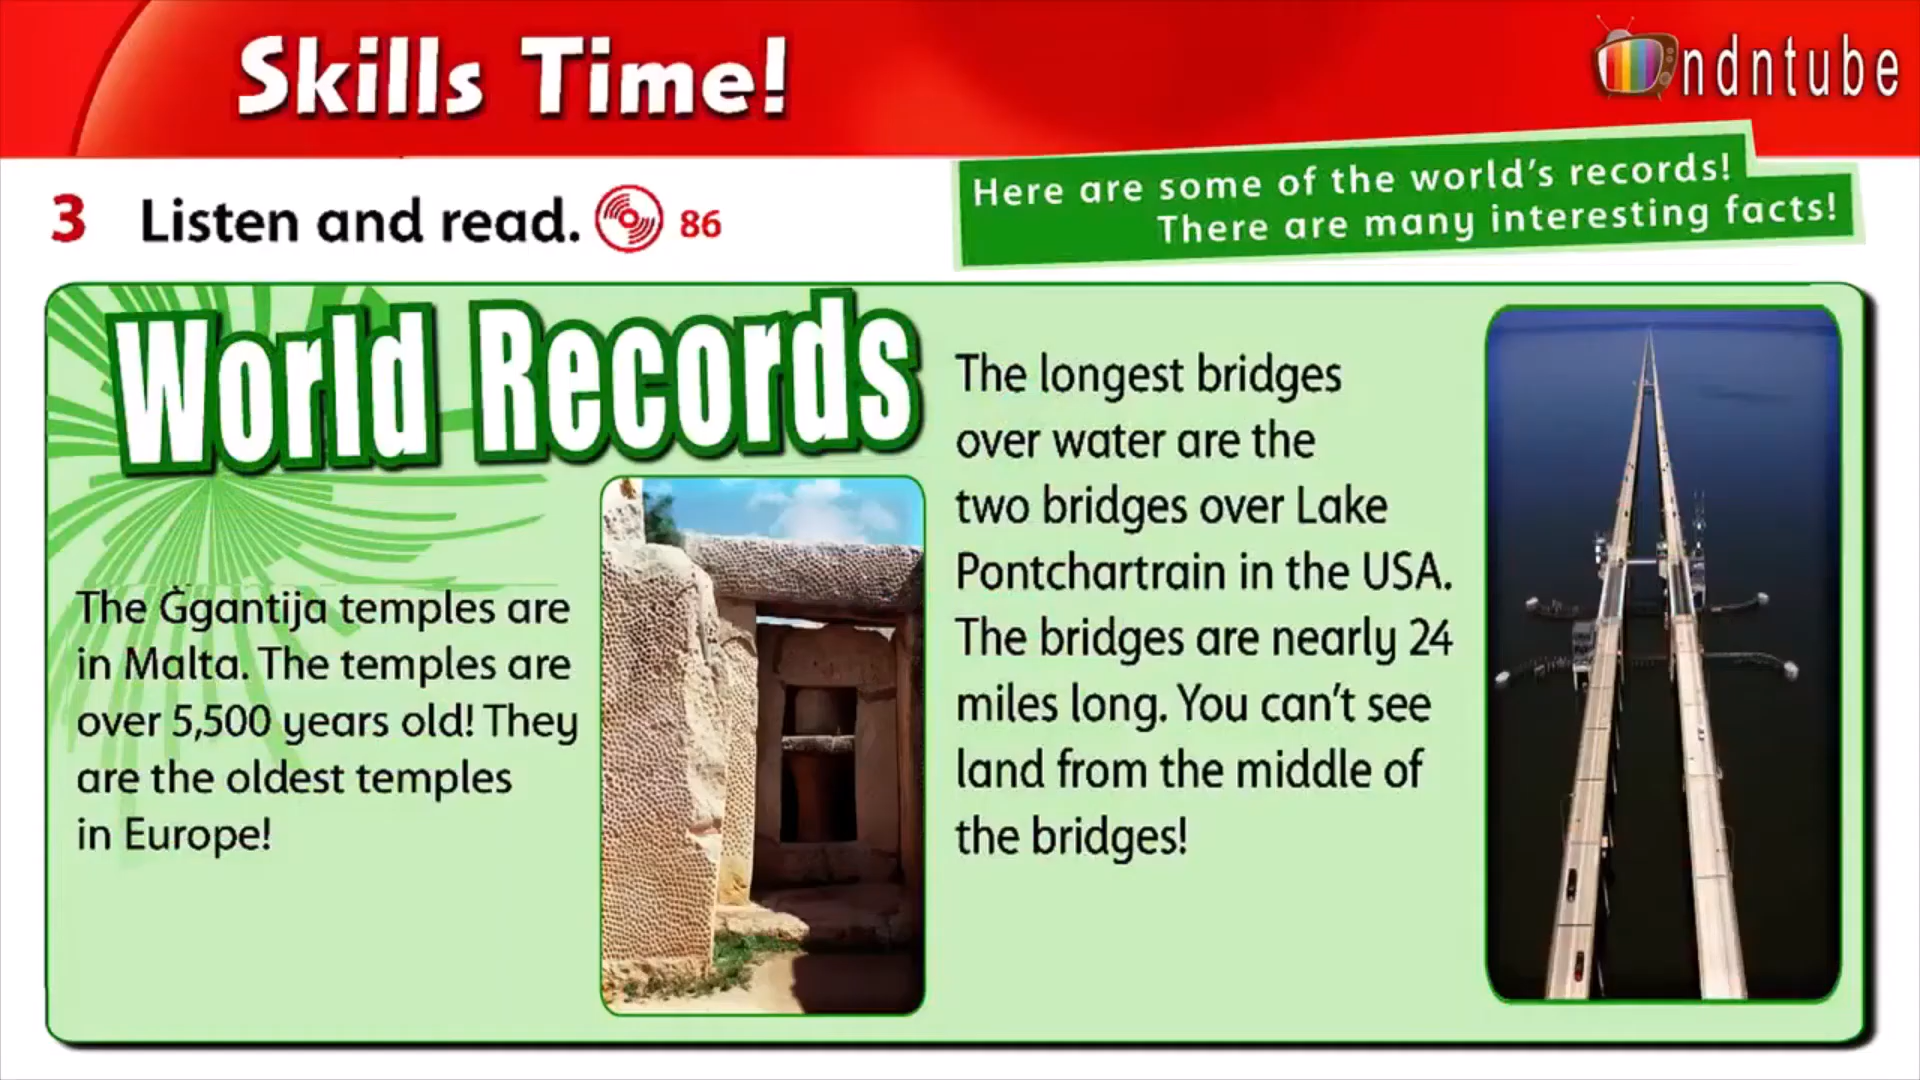 Skills Time!
ndntube
3 Listen and read. 86
Here are some of the world's records!
There are many interesting facts!
World Records
The Ġgantija temples are
in Malta. The temples are
over 5,500 years old! They
are the oldest temples
in Europe!
The longest bridges
over water are the
two bridges over Lake
Pontchartrain in the USA.
The bridges are nearly 24
miles long. You can't see
land from the middle of
the bridges!